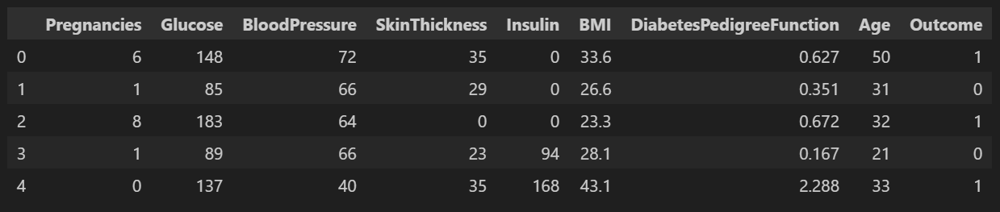 Pregnancies Glucose BloodPressure SkinThickness Insulin BMI DiabetesPedigreeFunction Age Outcome
0 6 148 72 35 0 33.6 0.627 50 1
1 1 85 66 29 0 26.6 0.351 31 0
2 8 183 64 0 0 23.3 0.672 32 1
3 1 89 66 23 94 28.1 0.167 21 0
4 0 137 40 35 168 43.1 2.288 33 1